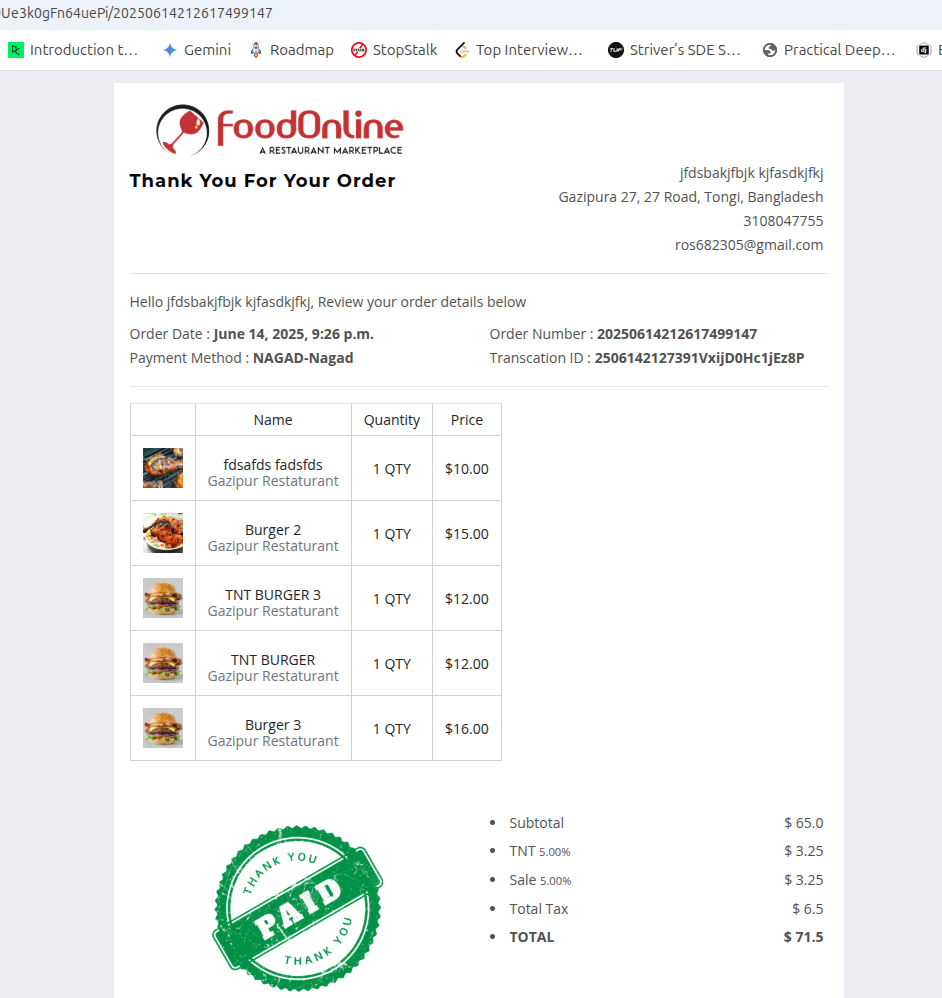 Ue3k0gFn64uePi/20250614212617499147
Introduction t… Gemini Roadmap StopStalk Top Interview… Striver's SDE S… Practical Deep…
foodOnline
A RESTAURANT MARKETPLACE
Thank You For Your Order
jfdsbakjfbjk kjfasdkjfkj
Gazipura 27, 27 Road, Tongi, Bangladesh
3108047755
ros682305@gmail.com
Hello jfdsbakjfbjk kjfasdkjfkj, Review your order details below
Order Date : June 14, 2025, 9:26 p.m. Order Number : 20250614212617499147
Payment Method : NAGAD-Nagad Transcation ID : 2506142127391VxijD0Hc1jEz8P
Name Quantity Price
fdsafds fadsfds 1 QTY $10.00
Gazipur Restaturant
Burger 2 1 QTY $15.00
Gazipur Restaturant
TNT BURGER 3 1 QTY $12.00
Gazipur Restaturant
TNT BURGER 1 QTY $12.00
Gazipur Restaturant
Burger 3 1 QTY $16.00
Gazipur Restaturant
THANK YOU
PAID
THANK YOU
Subtotal $ 65.0
TNT 5.00% $ 3.25
Sale 5.00% $ 3.25
Total Tax $ 6.5
TOTAL $ 71.5